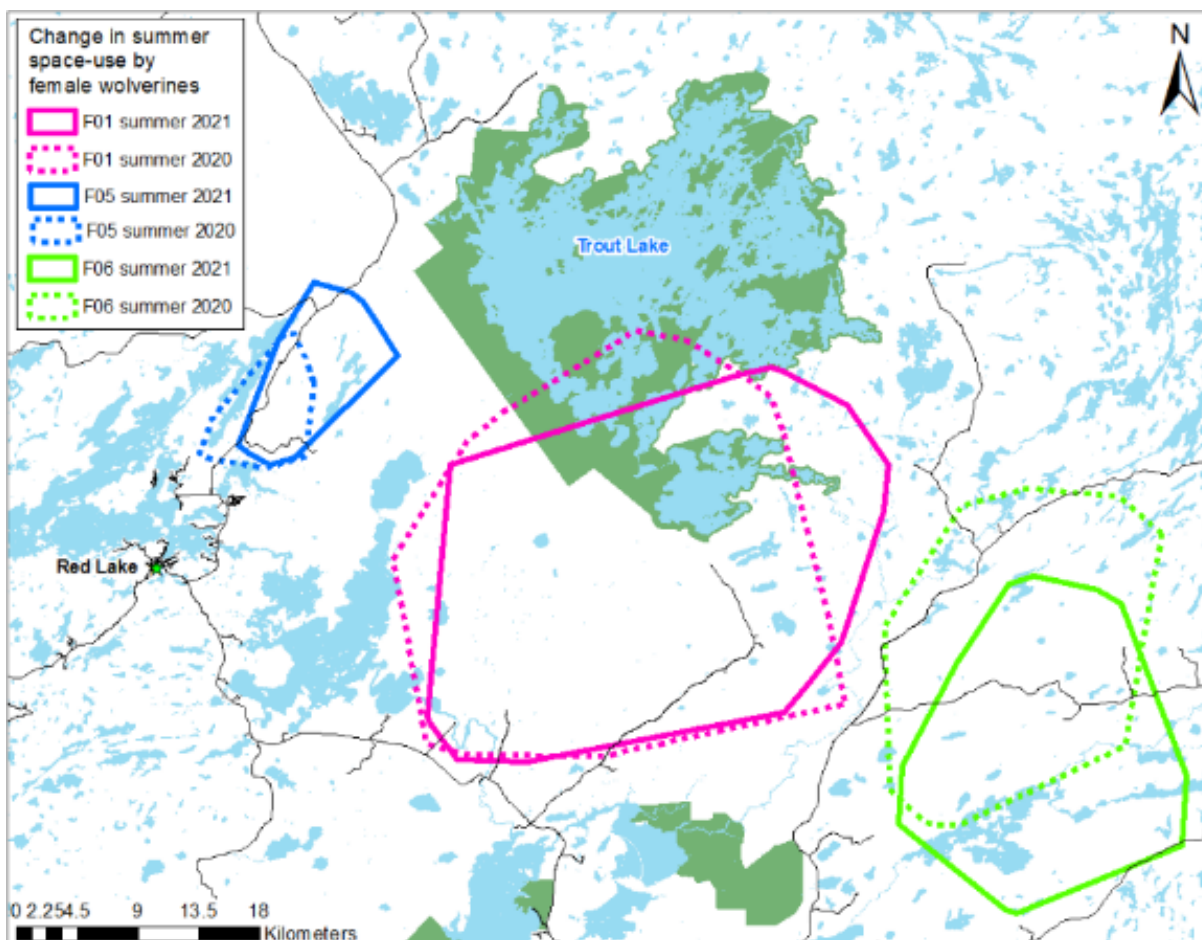 Change in summer
space-use by
female wolverines
F01 summer 2021
F01 summer 2020
F05 summer 2021
F05 summer 2020
F06 summer 2021
F06 summer 2020
N
Trout Lake
Red Lake
0 2.25 4.5 9 13.5 18
Kilometers